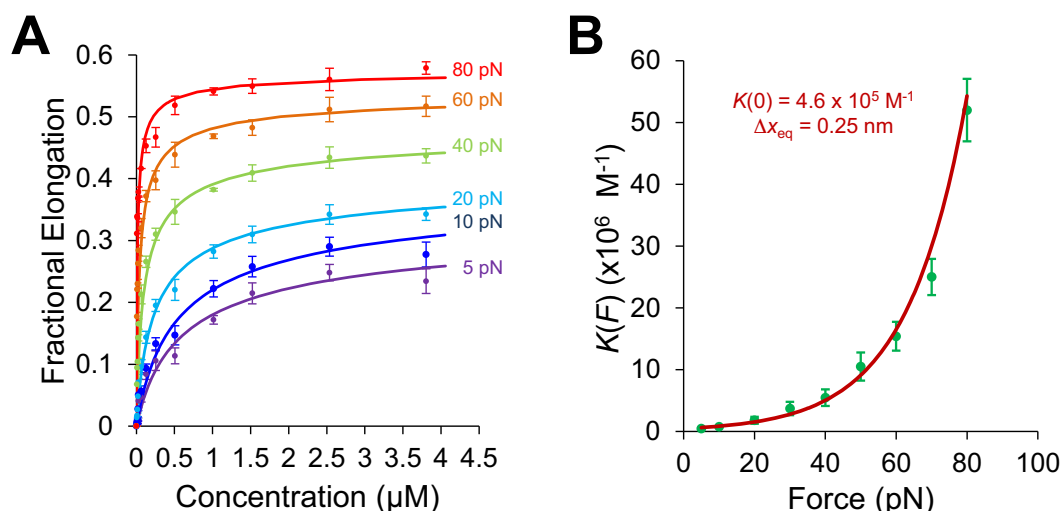 A
Fractional Elongation
0.6
0.5
0.4
0.3
0.2
0.1
0
80 pN
60 pN
40 pN
20 pN
10 pN
5 pN
0 0.5 1 1.5 2 2.5 3 3.5 4 4.5
Concentration (µM)
B
K(F) (x10⁶ M⁻¹)
60
50
40
30
20
10
0
K(0) = 4.6 x 10⁵ M⁻¹
Δxeq = 0.25 nm
0 20 40 60 80 100
Force (pN)